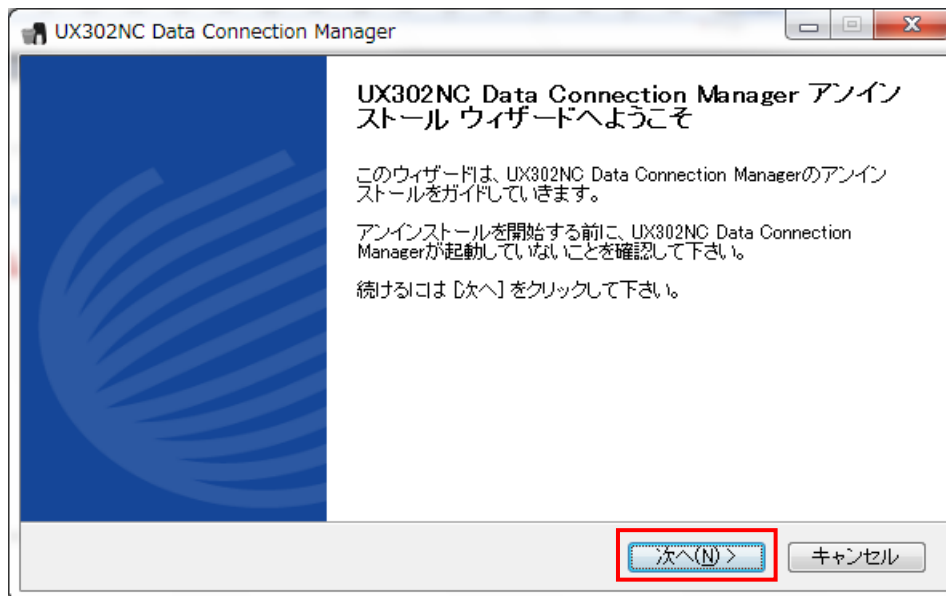 UX302NC Data Connection Manager
UX302NC Data Connection Manager アンイン
ストール ウィザードへようこそ
このウィザードは、UX302NC Data Connection Managerのアンイン
ストールをガイドしていきます。
アンインストールを開始する前に、UX302NC Data Connection
Managerが起動していないことを確認して下さい。
続けるには [次へ] をクリックして下さい。
次へ(N) >
キャンセル